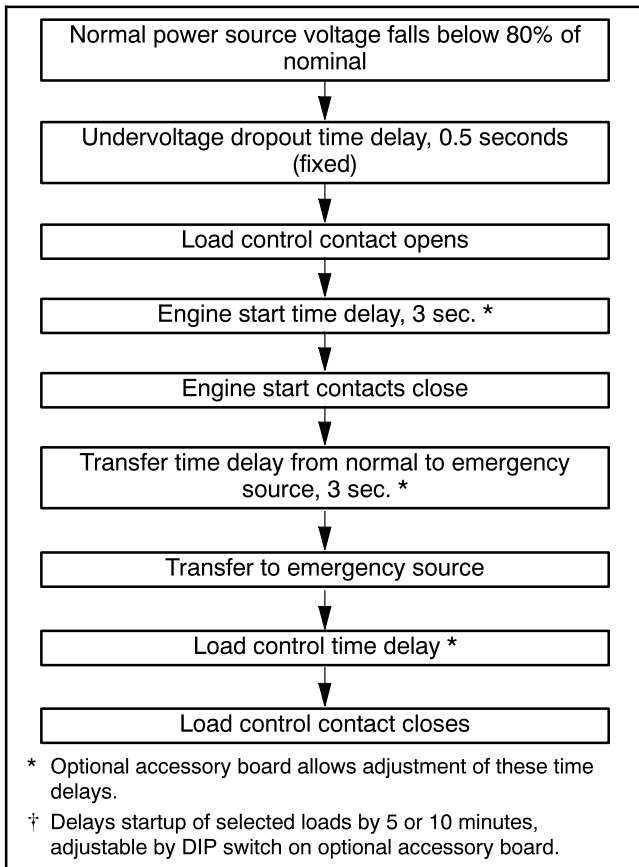 Normal power source voltage falls below 80% of
nominal
Undervoltage dropout time delay, 0.5 seconds
(fixed)
Load control contact opens
Engine start time delay, 3 sec. *
Engine start contacts close
Transfer time delay from normal to emergency
source, 3 sec. *
Transfer to emergency source
Load control time delay *
Load control contact closes
* Optional accessory board allows adjustment of these time
delays.
† Delays startup of selected loads by 5 or 10 minutes,
adjustable by DIP switch on optional accessory board.